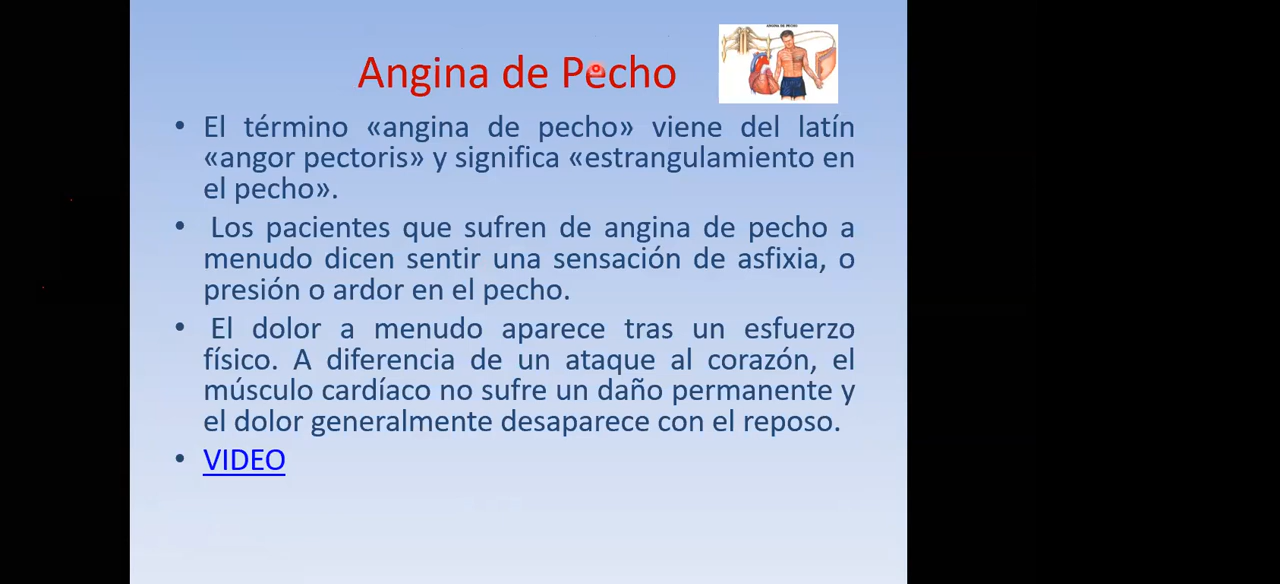 Angina de Pecho
ANGINA DE PECHO
• El término «angina de pecho» viene del latín
«angor pectoris» y significa «estrangulamiento en
el pecho».
• Los pacientes que sufren de angina de pecho a
menudo dicen sentir una sensación de asfixia, o
presión o ardor en el pecho.
• El dolor a menudo aparece tras un esfuerzo
físico. A diferencia de un ataque al corazón, el
músculo cardíaco no sufre un daño permanente y
el dolor generalmente desaparece con el reposo.
• VIDEO